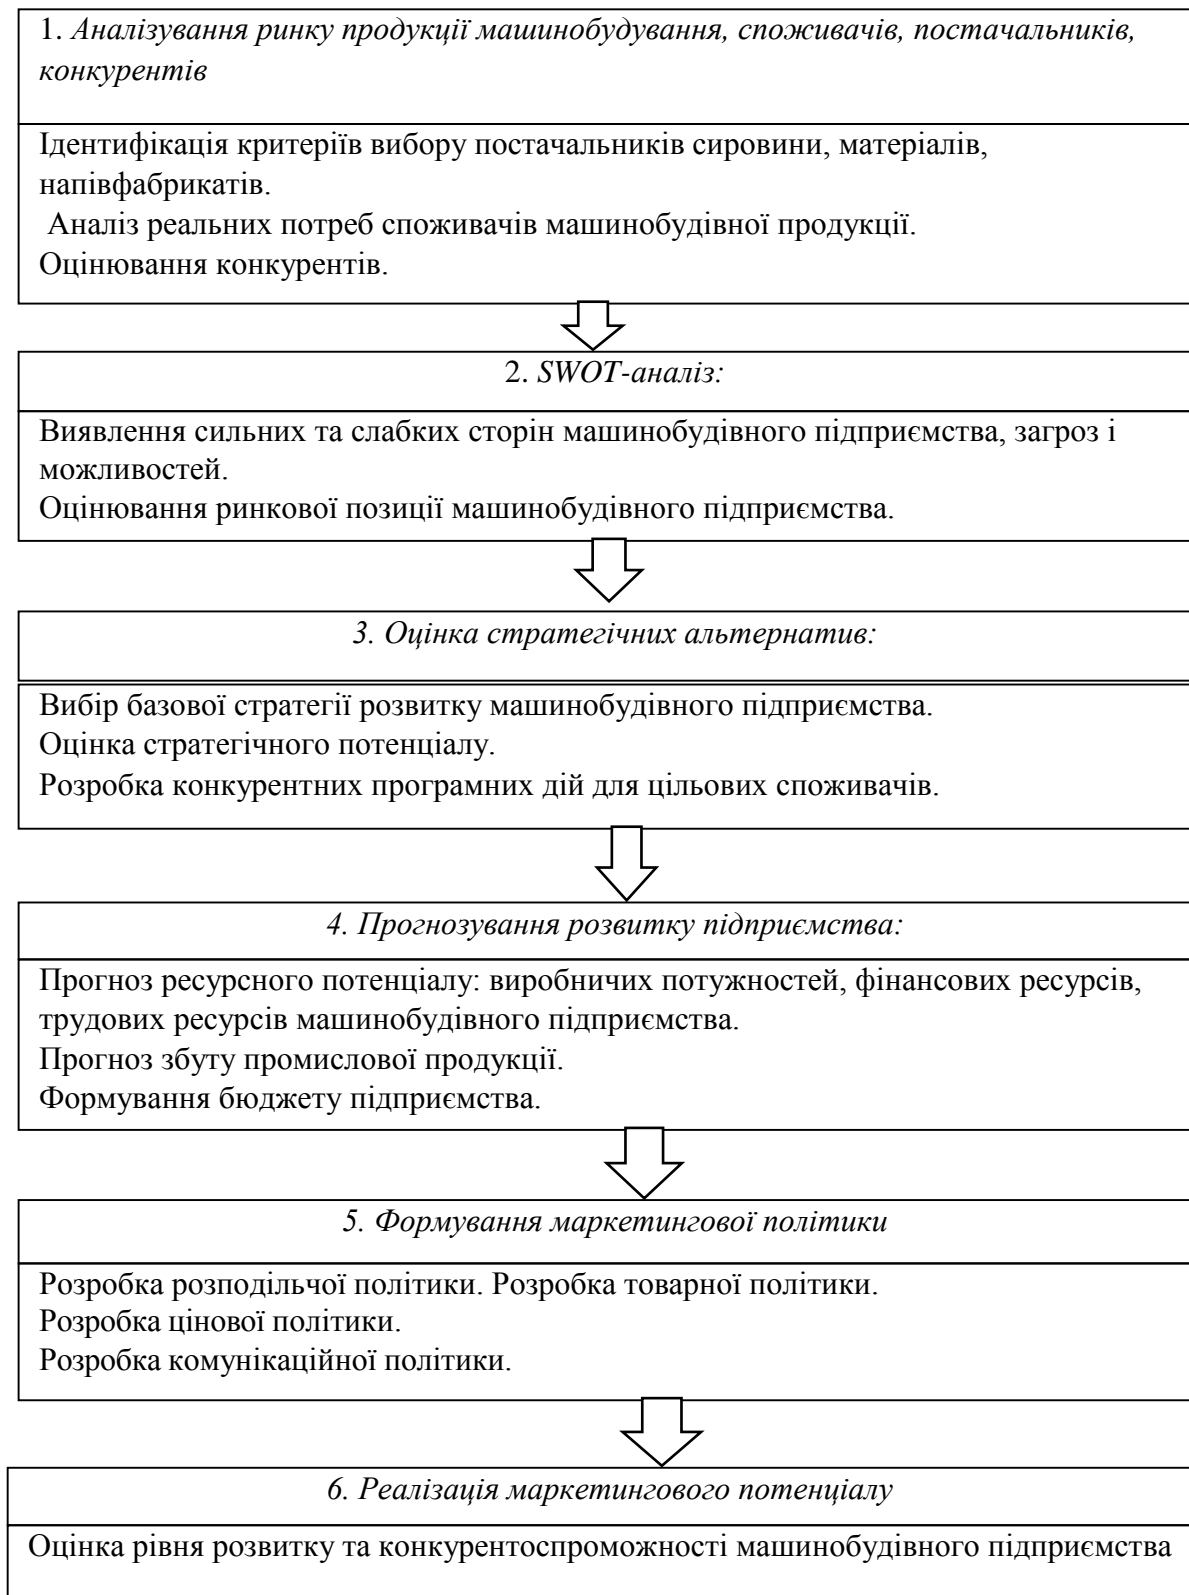 1. Аналізування ринку продукції машинобудування, споживачів, постачальників,
конкурентів
Ідентифікація критеріїв вибору постачальників сировини, матеріалів,
напівфабрикатів.
Аналіз реальних потреб споживачів машинобудівної продукції.
Оцінювання конкурентів.
2. SWOT-аналіз:
Виявлення сильних та слабких сторін машинобудівного підприємства, загроз і
можливостей.
Оцінювання ринкової позиції машинобудівного підприємства.
3. Оцінка стратегічних альтернатив:
Вибір базової стратегії розвитку машинобудівного підприємства.
Оцінка стратегічного потенціалу.
Розробка конкурентних програмних дій для цільових споживачів.
4. Прогнозування розвитку підприємства:
Прогноз ресурсного потенціалу: виробничих потужностей, фінансових ресурсів,
трудових ресурсів машинобудівного підприємства.
Прогноз збуту промислової продукції.
Формування бюджету підприємства.
5. Формування маркетингової політики
Розробка розподільчої політики. Розробка товарної політики.
Розробка цінової політики.
Розробка комунікаційної політики.
6. Реалізація маркетингового потенціалу
Оцінка рівня розвитку та конкурентоспроможності машинобудівного підприємства